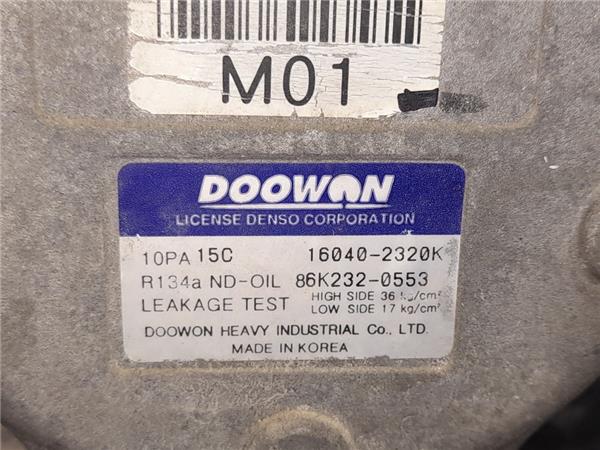 M01
DOOWON
LICENSE DENSO CORPORATION
10PA 15C 16040-2320K
R134a ND-OIL 86K232-0553
LEAKAGE TEST HIGH SIDE 36 kg/cm²
LOW SIDE 17 kg/cm²
DOOWON HEAVY INDUSTRIAL Co., LTD.
MADE IN KOREA